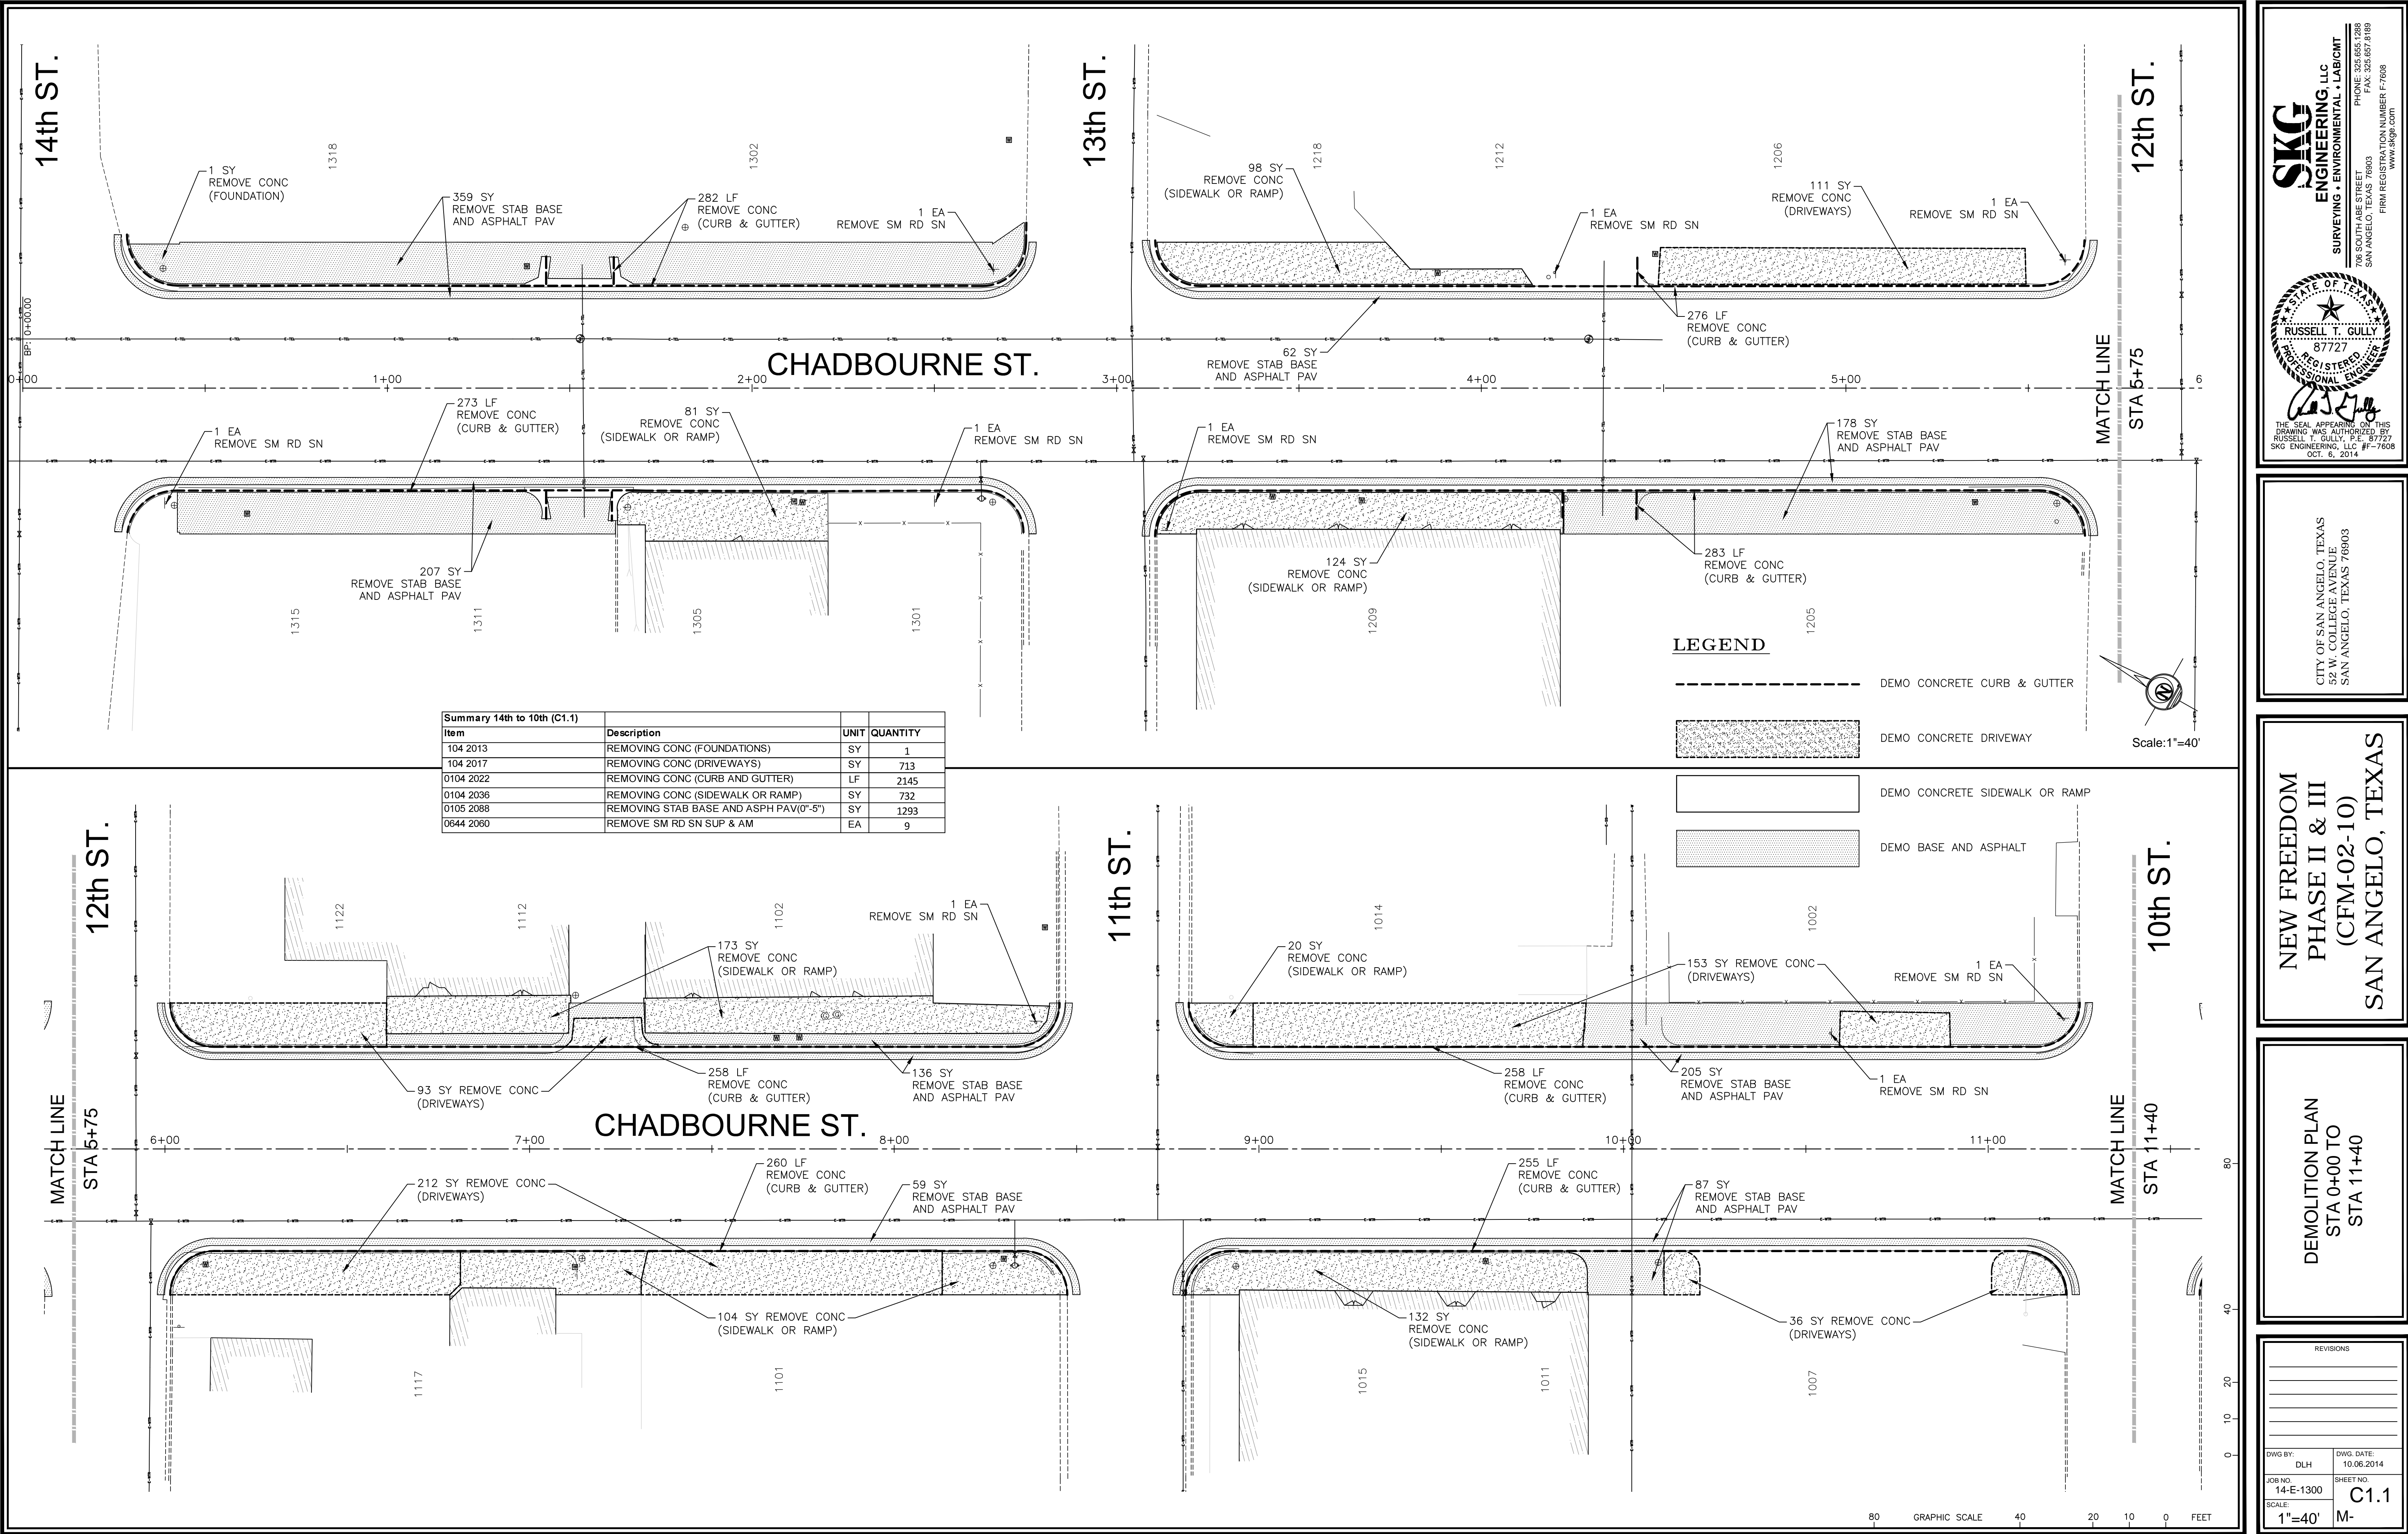 14th ST.
13th ST.
12th ST.
1318
1302
1218
1212
1206
1 SY
REMOVE CONC
(FOUNDATION)
359 SY
REMOVE STAB BASE
AND ASPHALT PAV
282 LF
REMOVE CONC
(CURB & GUTTER)
1 EA
REMOVE SM RD SN
98 SY
REMOVE CONC
(SIDEWALK OR RAMP)
1 EA
REMOVE SM RD SN
111 SY
REMOVE CONC
(DRIVEWAYS)
1 EA
REMOVE SM RD SN
276 LF
REMOVE CONC
(CURB & GUTTER)
62 SY
REMOVE STAB BASE
AND ASPHALT PAV
BP: 0+00.00
CHADBOURNE ST.
0+00
1+00
2+00
3+00
4+00
5+00
6
MATCH LINE
STA 5+75
1 EA
REMOVE SM RD SN
273 LF
REMOVE CONC
(CURB & GUTTER)
81 SY
REMOVE CONC
(SIDEWALK OR RAMP)
1 EA
REMOVE SM RD SN
1 EA
REMOVE SM RD SN
178 SY
REMOVE STAB BASE
AND ASPHALT PAV
207 SY
REMOVE STAB BASE
AND ASPHALT PAV
124 SY
REMOVE CONC
(SIDEWALK OR RAMP)
283 LF
REMOVE CONC
(CURB & GUTTER)
1315
1311
1305
1301
1209
1205
LEGEND
DEMO CONCRETE CURB & GUTTER
DEMO CONCRETE DRIVEWAY
DEMO CONCRETE SIDEWALK OR RAMP
DEMO BASE AND ASPHALT
N
Scale:1"=40'
Summary 14th to 10th (C1.1)
Item Description UNIT QUANTITY
104 2013 REMOVING CONC (FOUNDATIONS) SY 1
104 2017 REMOVING CONC (DRIVEWAYS) SY 713
0104 2022 REMOVING CONC (CURB AND GUTTER) LF 2145
0104 2036 REMOVING CONC (SIDEWALK OR RAMP) SY 732
0105 2088 REMOVING STAB BASE AND ASPH PAV(0"-5") SY 1293
0644 2060 REMOVE SM RD SN SUP & AM EA 9
12th ST.
11th ST.
10th ST.
1122
1112
1102
1014
1002
1 EA
REMOVE SM RD SN
173 SY
REMOVE CONC
(SIDEWALK OR RAMP)
20 SY
REMOVE CONC
(SIDEWALK OR RAMP)
153 SY REMOVE CONC
(DRIVEWAYS)
1 EA
REMOVE SM RD SN
93 SY REMOVE CONC
(DRIVEWAYS)
258 LF
REMOVE CONC
(CURB & GUTTER)
136 SY
REMOVE STAB BASE
AND ASPHALT PAV
258 LF
REMOVE CONC
(CURB & GUTTER)
205 SY
REMOVE STAB BASE
AND ASPHALT PAV
1 EA
REMOVE SM RD SN
CHADBOURNE ST.
MATCH LINE
STA 5+75
6+00
7+00
8+00
9+00
10+00
11+00
MATCH LINE
STA 11+40
212 SY REMOVE CONC
(DRIVEWAYS)
260 LF
REMOVE CONC
(CURB & GUTTER)
59 SY
REMOVE STAB BASE
AND ASPHALT PAV
255 LF
REMOVE CONC
(CURB & GUTTER)
87 SY
REMOVE STAB BASE
AND ASPHALT PAV
104 SY REMOVE CONC
(SIDEWALK OR RAMP)
132 SY
REMOVE CONC
(SIDEWALK OR RAMP)
36 SY REMOVE CONC
(DRIVEWAYS)
1117
1101
1015
1011
1007
80
40
20
10
0
80 GRAPHIC SCALE 40 20 10 0 FEET
SKG
ENGINEERING, LLC
SURVEYING • ENVIRONMENTAL • LAB/CMT
706 SOUTH ABE STREET PHONE: 325.655.1288
SAN ANGELO, TEXAS 76903 FAX: 325.657.8189
FIRM REGISTRATION NUMBER F-7608
www.skge.com
STATE OF TEXAS
RUSSELL T. GULLY
87727
REGISTERED
PROFESSIONAL ENGINEER
THE SEAL APPEARING ON THIS
DRAWING WAS AUTHORIZED BY
RUSSELL T. GULLY, P.E. 87727
SKG ENGINEERING, LLC #F-7608
OCT. 6, 2014
CITY OF SAN ANGELO, TEXAS
52 W. COLLEGE AVENUE
SAN ANGELO, TEXAS 76903
NEW FREEDOM
PHASE II & III
(CFM-02-10)
SAN ANGELO, TEXAS
DEMOLITION PLAN
STA 0+00 TO
STA 11+40
REVISIONS
DWG BY:
DLH
DWG. DATE:
10.06.2014
JOB NO.
14-E-1300
SHEET NO.
C1.1
SCALE:
1"=40'
M-